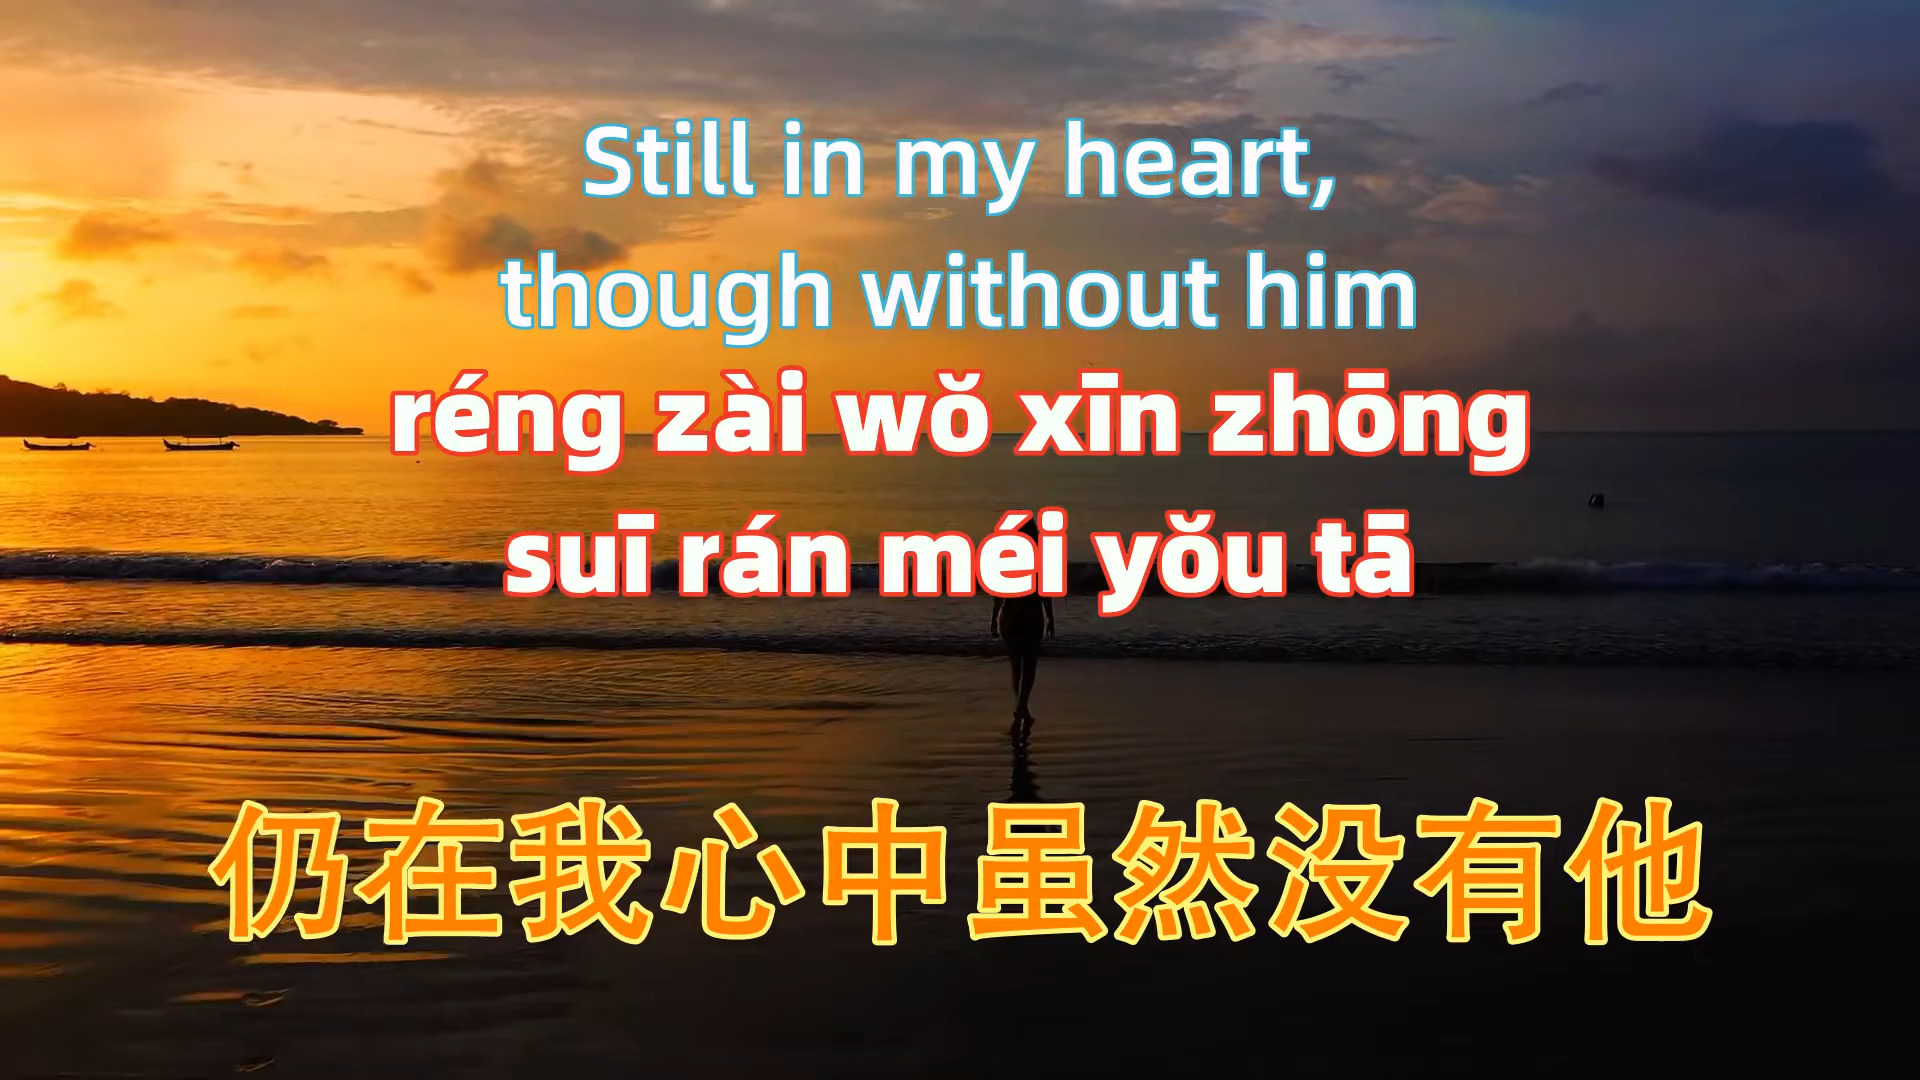 Still in my heart,
though without him
réng zài wǒ xīn zhōng
suī rán méi yǒu tā
仍在我心中虽然没有他